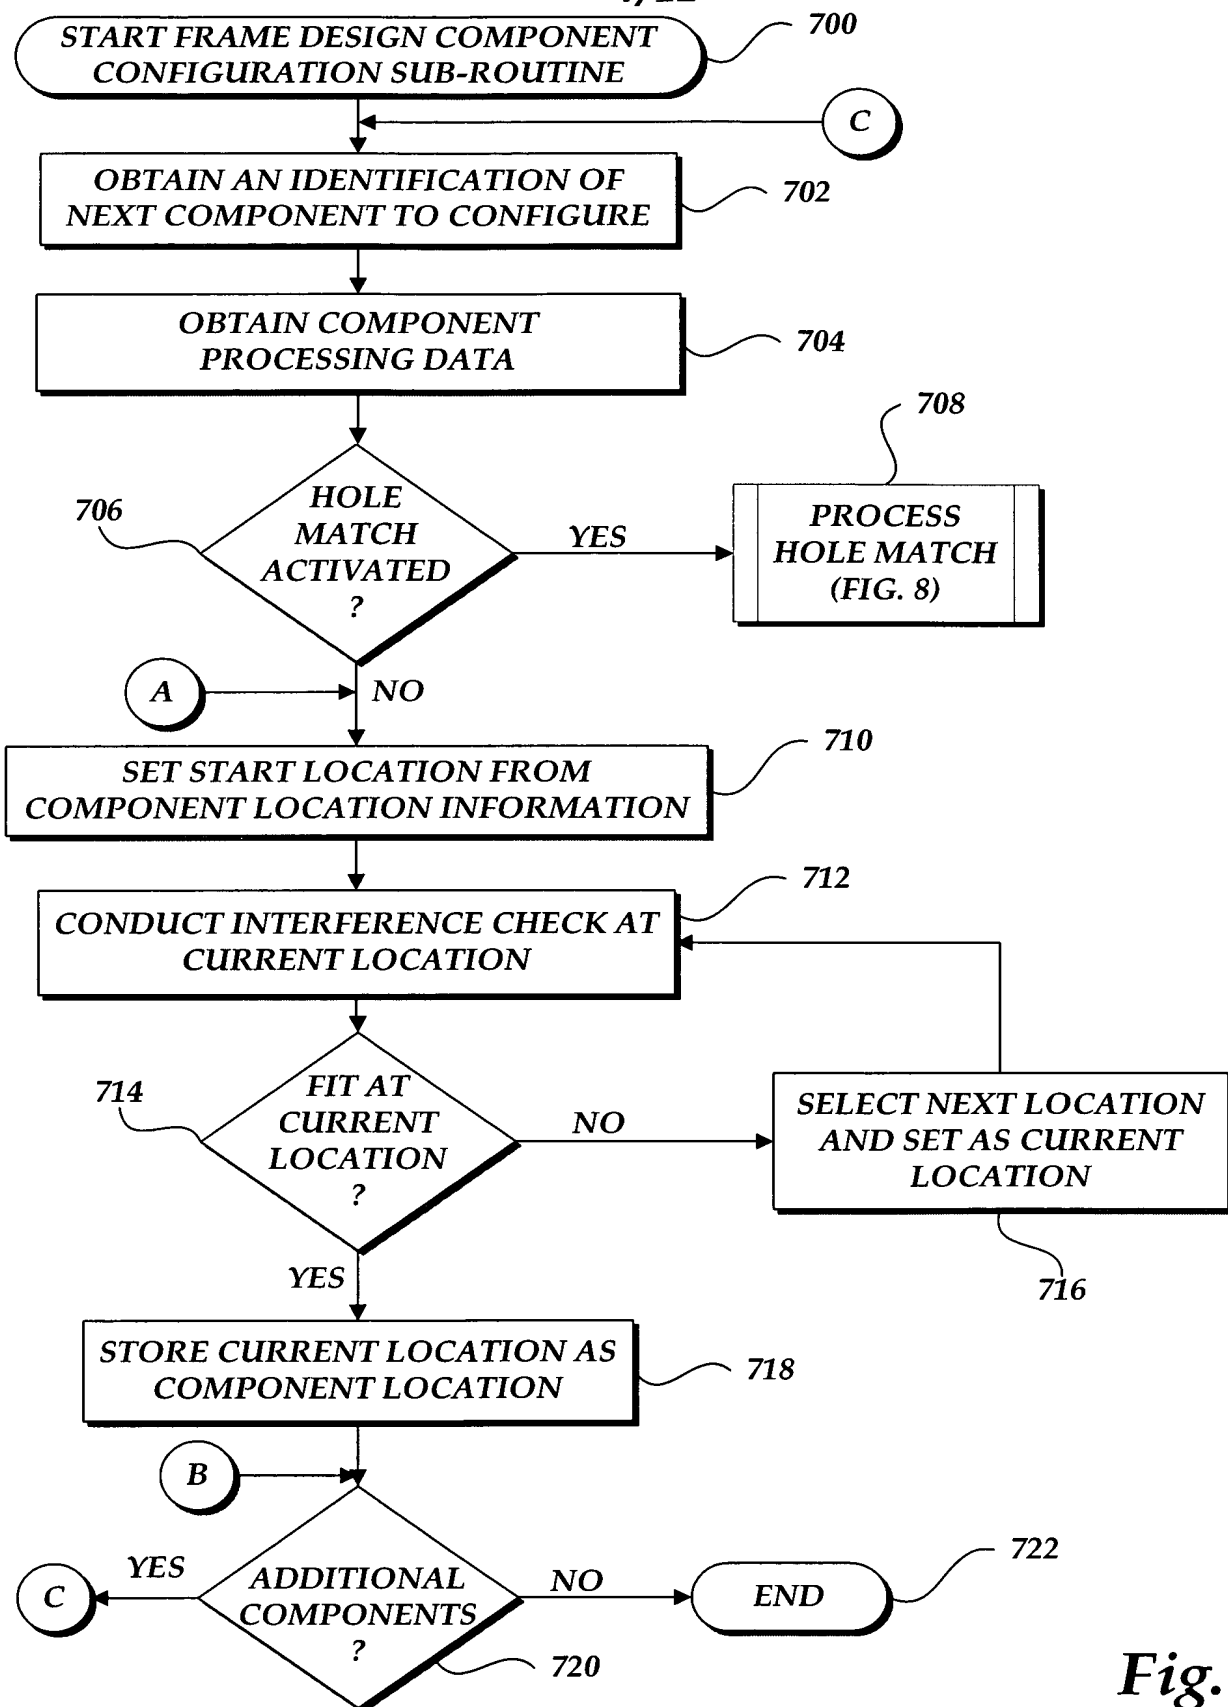 START FRAME DESIGN COMPONENT
CONFIGURATION SUB-ROUTINE
700
C
OBTAIN AN IDENTIFICATION OF
NEXT COMPONENT TO CONFIGURE
702
OBTAIN COMPONENT
PROCESSING DATA
704
706
HOLE
MATCH
ACTIVATED
?
YES
708
PROCESS
HOLE MATCH
(FIG. 8)
A
NO
SET START LOCATION FROM
COMPONENT LOCATION INFORMATION
710
CONDUCT INTERFERENCE CHECK AT
CURRENT LOCATION
712
714
FIT AT
CURRENT
LOCATION
?
NO
SELECT NEXT LOCATION
AND SET AS CURRENT
LOCATION
716
YES
STORE CURRENT LOCATION AS
COMPONENT LOCATION
718
B
C
YES
ADDITIONAL
COMPONENTS
?
720
NO
END
722
Fig.